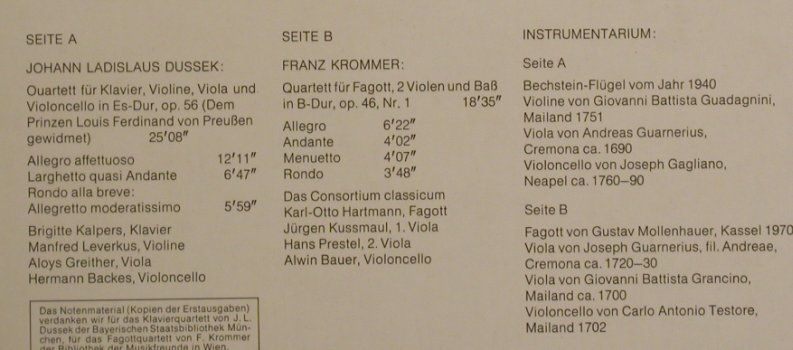 SEITE A
JOHANN LADISLAUS DUSSEK:
Quartett für Klavier, Violine, Viola und
Violoncello in Es-Dur, op. 56 (Dem
Prinzen Louis Ferdinand von Preußen
gewidmet) 25′08″
Allegro affettuoso 12′11″
Larghetto quasi Andante 6′47″
Rondo alla breve:
Allegretto moderatissimo 5′59″
Brigitte Kalpers, Klavier
Manfred Leverkus, Violine
Aloys Greither, Viola
Hermann Backes, Violoncello
Das Notenmaterial (Kopien der Erstausgaben)
verdanken wir für das Klavierquartett von J. L.
Dussek der Bayerischen Staatsbibliothek Mün-
chen, für das Fagottquartett von F. Krommer
der Bibliothek der Musikfreunde in Wien.
SEITE B
FRANZ KROMMER:
Quartett für Fagott, 2 Violen und Baß
in B-Dur, op. 46, Nr. 1 18′35″
Allegro 6′22″
Andante 4′02″
Menuetto 4′07″
Rondo 3′48″
Das Consortium classicum
Karl-Otto Hartmann, Fagott
Jürgen Kussmaul, 1. Viola
Hans Prestel, 2. Viola
Alwin Bauer, Violoncello
INSTRUMENTARIUM:
Seite A
Bechstein-Flügel vom Jahr 1940
Violine von Giovanni Battista Guadagnini,
Mailand 1751
Viola von Andreas Guarnerius,
Cremona ca. 1690
Violoncello von Joseph Gagliano,
Neapel ca. 1760–90
Seite B
Fagott von Gustav Mollenhauer, Kassel 1970
Viola von Joseph Guarnerius, fil. Andreae,
Cremona ca. 1720–30
Viola von Giovanni Battista Grancino,
Mailand ca. 1700
Violoncello von Carlo Antonio Testore,
Mailand 1702